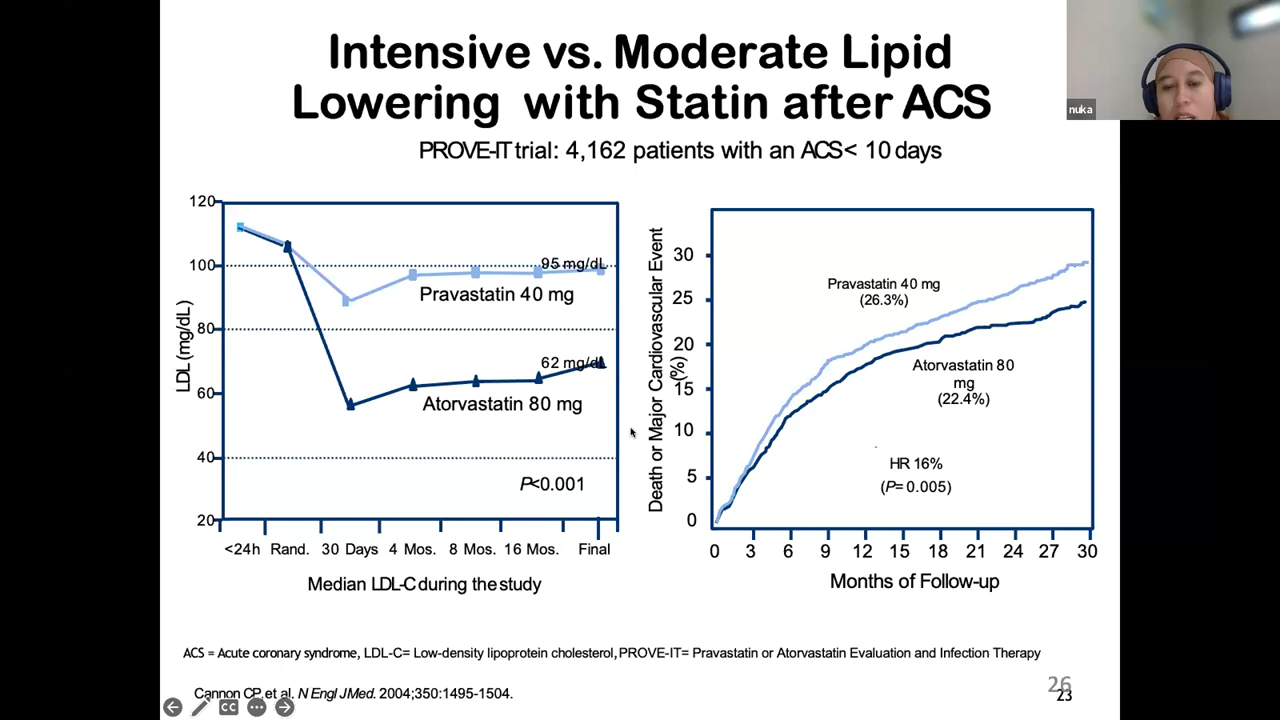 Intensive vs. Moderate Lipid
Lowering with Statin after ACS
nuka
PROVE-IT trial: 4,162 patients with an ACS< 10 days
LDL (mg/dL)
120
100
80
60
40
20
95 mg/dL
Pravastatin 40 mg
62 mg/dL
Atorvastatin 80 mg
P<0.001
<24h Rand. 30 Days 4 Mos. 8 Mos. 16 Mos. Final
Median LDL-C during the study
Death or Major Cardiovascular Event
(%)
30
25
20
15
10
5
0
Pravastatin 40 mg
(26.3%)
Atorvastatin 80
mg
(22.4%)
HR 16%
(P= 0.005)
0 3 6 9 12 15 18 21 24 27 30
Months of Follow-up
ACS = Acute coronary syndrome, LDL-C= Low-density lipoprotein cholesterol, PROVE-IT= Pravastatin or Atorvastatin Evaluation and Infection Therapy
Cannon CP, et al. N Engl J Med. 2004;350:1495-1504.
CC
26
23